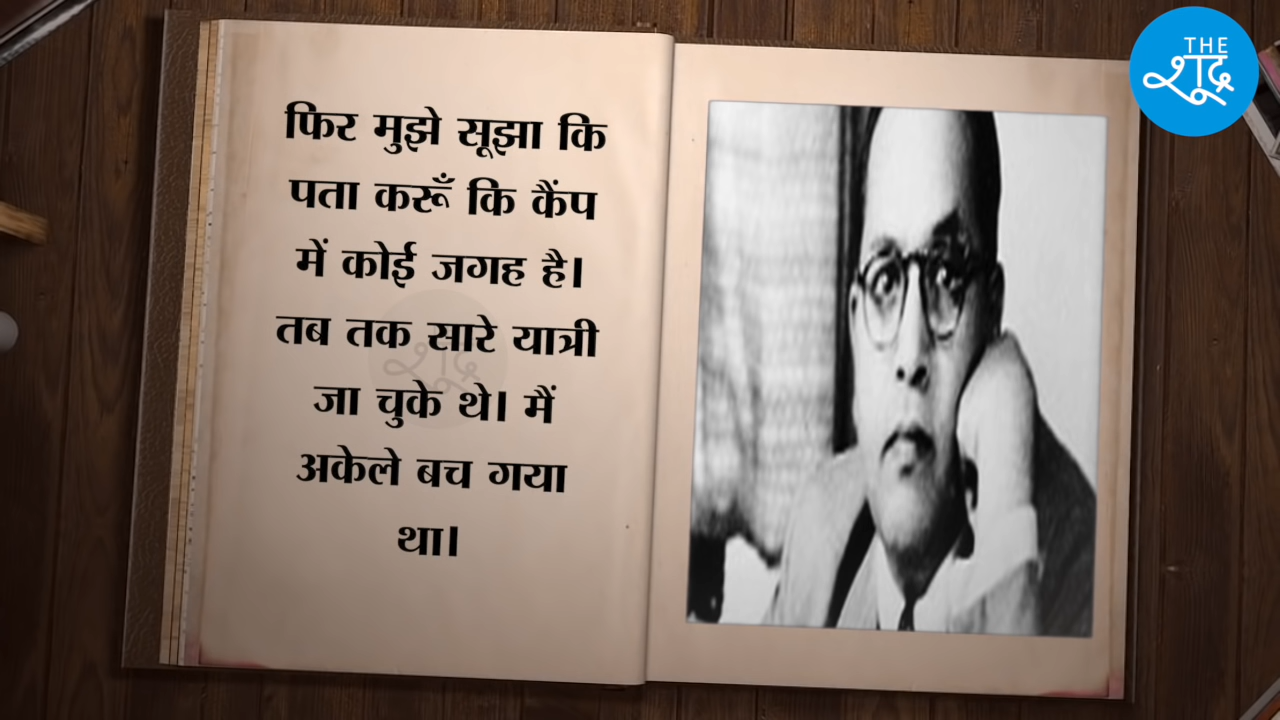 फिर मुझे सूझा कि
पता करूँ कि कैंप
में कोई जगह है।
तब तक सारे यात्री
जा चुके थे। मैं
अकेले बच गया
था।
THE
शूद्र